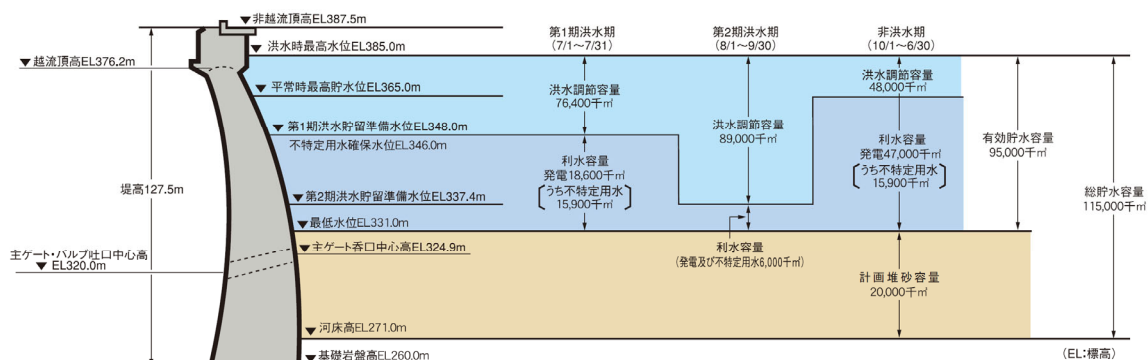 非越流頂高EL387.5m
洪水時最高水位EL385.0m
越流頂高EL376.2m
平常時最高貯水位EL365.0m
第1期洪水貯留準備水位EL348.0m
不特定用水確保水位EL346.0m
堤高127.5m
第2期洪水貯留準備水位EL337.4m
最低水位EL331.0m
主ゲート呑口中心高EL324.9m
主ゲート・バルブ吐口中心高
EL320.0m
河床高EL271.0m
基礎岩盤高EL260.0m
第1期洪水期
(7/1〜7/31)
洪水調節容量
76,400千㎥
利水容量
発電18,600千㎥
うち不特定用水
15,900千㎥
第2期洪水期
(8/1〜9/30)
洪水調節容量
89,000千㎥
利水容量
(発電及び不特定用水6,000千㎥)
非洪水期
(10/1〜6/30)
洪水調節容量
48,000千㎥
利水容量
発電47,000千㎥
うち不特定用水
15,900千㎥
計画堆砂容量
20,000千㎥
有効貯水容量
95,000千㎥
総貯水容量
115,000千㎥
(EL:標高)